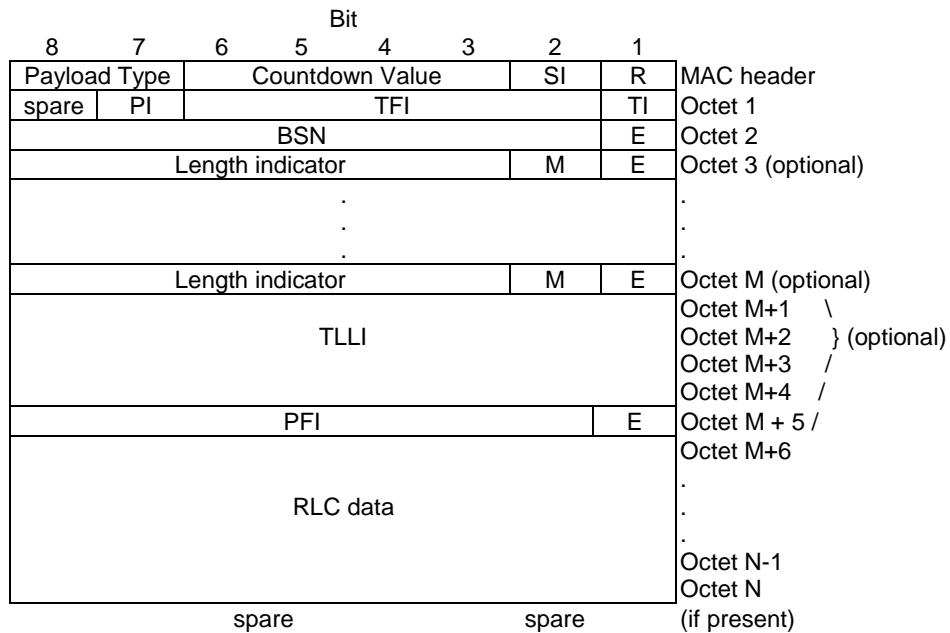 Bit
8 7 6 5 4 3 2 1
Payload Type Countdown Value SI R MAC header
spare PI TFI TI Octet 1
BSN E Octet 2
Length indicator M E Octet 3 (optional)
. .
. .
. .
Length indicator M E Octet M (optional)
Octet M+1 \
TLLI Octet M+2 } (optional)
Octet M+3 /
Octet M+4 /
PFI E Octet M + 5 /
Octet M+6
.
RLC data .
.
Octet N-1
Octet N
spare spare (if present)